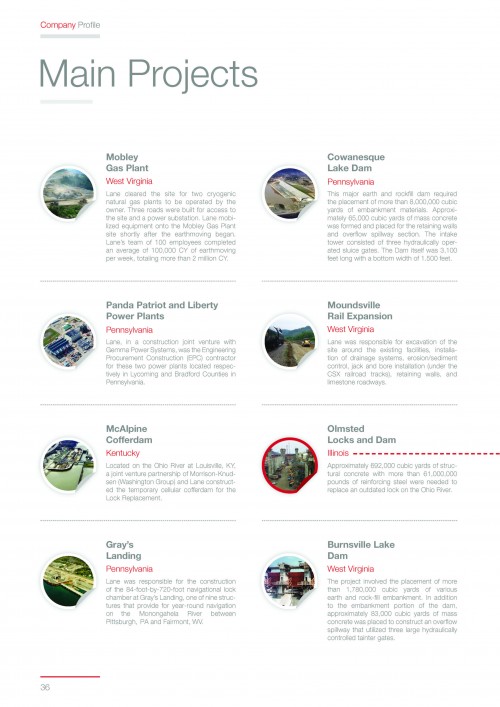 Company Profile
Main Projects
Mobley
Gas Plant
West Virginia
Lane cleared the site for two cryogenic
natural gas plants to be operated by the
owner. Three roads were built for access to
the site and a power substation. Lane mobi-
lized equipment onto the Mobley Gas Plant
site shortly after the earthmoving began.
Lane's team of 100 employees completed
an average of 100,000 CY of earthmoving
per week, totaling more than 2 million CY.
Cowanesque
Lake Dam
Pennsylvania
This major earth and rockfill dam required
the placement of more than 8,000,000 cubic
yards of embankment materials. Approxi-
mately 65,000 cubic yards of mass concrete
was formed and placed for the retaining walls
and overflow spillway section. The intake
tower consisted of three hydraulically oper-
ated sluice gates. The Dam itself was 3,100
feet long with a bottom width of 1,500 feet.
Panda Patriot and Liberty
Power Plants
Pennsylvania
Lane, in a construction joint venture with
Gemma Power Systems, was the Engineering
Procurement Construction (EPC) contractor
for these two power plants located respec-
tively in Lycoming and Bradford Counties in
Pennsylvania.
Moundsville
Rail Expansion
West Virginia
Lane was responsible for excavation of the
site around the existing facilities, installa-
tion of drainage systems, erosion/sediment
control, jack and bore installation (under the
CSX railroad tracks), retaining walls, and
limestone roadways.
McAlpine
Cofferdam
Kentucky
Located on the Ohio River at Louisville, KY,
a joint venture partnership of Morrison-Knud-
sen (Washington Group) and Lane construct-
ed the temporary cellular cofferdam for the
Lock Replacement.
Olmsted
Locks and Dam
Illinois
Approximately 692,000 cubic yards of struc-
tural concrete with more than 61,000,000
pounds of reinforcing steel were needed to
replace an outdated lock on the Ohio River.
Gray's
Landing
Pennsylvania
Lane was responsible for the construction
of the 84-foot-by-720-foot navigational lock
chamber at Gray's Landing, one of nine struc-
tures that provide for year-round navigation
on the Monongahela River between
Pittsburgh, PA and Fairmont, WV.
Burnsville Lake
Dam
West Virginia
The project involved the placement of more
than 1,780,000 cubic yards of various
earth and rock-fill embankment. In addition
to the embankment portion of the dam,
approximately 83,000 cubic yards of mass
concrete was placed to construct an overflow
spillway that utilized three large hydraulically
controlled tainter gates.
36